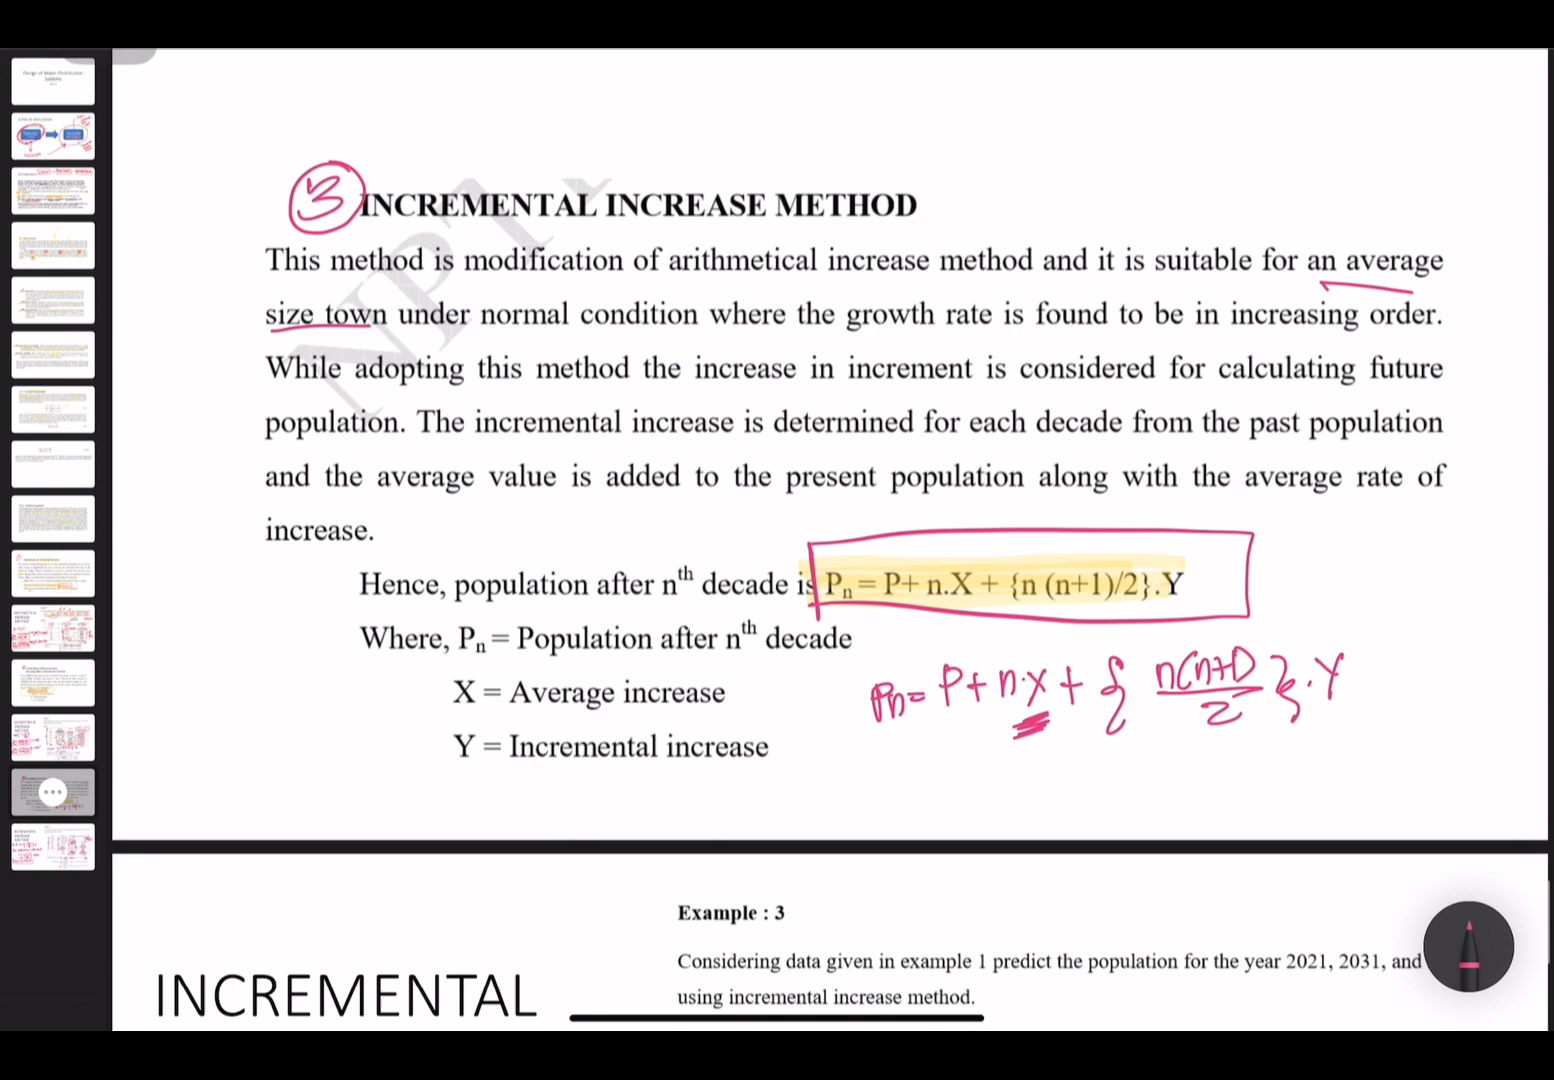 Design of Water Distribution
Systems
3
INCREMENTAL INCREASE METHOD
This method is modification of arithmetical increase method and it is suitable for an average
size town under normal condition where the growth rate is found to be in increasing order.
While adopting this method the increase in increment is considered for calculating future
population. The incremental increase is determined for each decade from the past population
and the average value is added to the present population along with the average rate of
increase.
Hence, population after nth decade is Pn = P+ n.X + {n (n+1)/2}.Y
Where, Pn = Population after nth decade
X = Average increase
Y = Incremental increase
Pn = P + n.X + { n(n+1) / 2 } . Y
Example : 3
Considering data given in example 1 predict the population for the year 2021, 2031, and
using incremental increase method.
INCREMENTAL